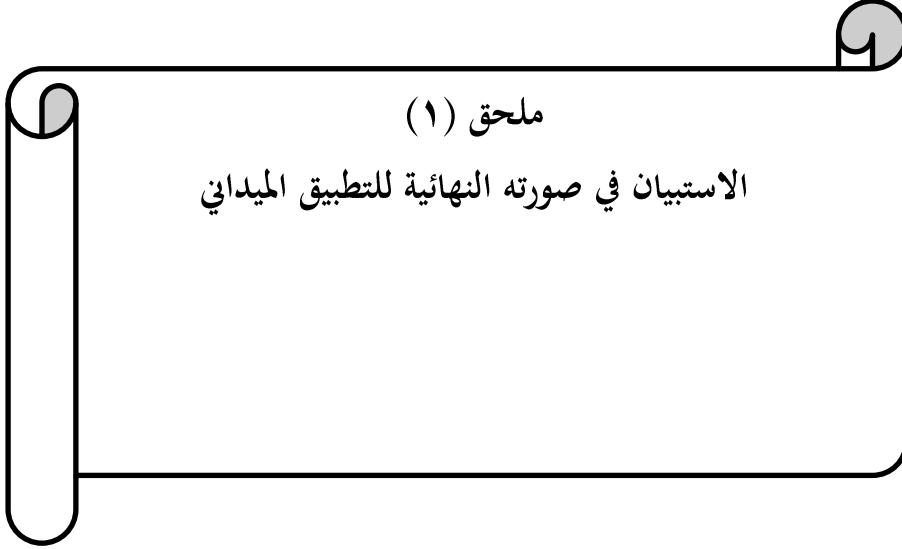 ملحق (١)
الاستبيان في صورته النهائية للتطبيق الميداني